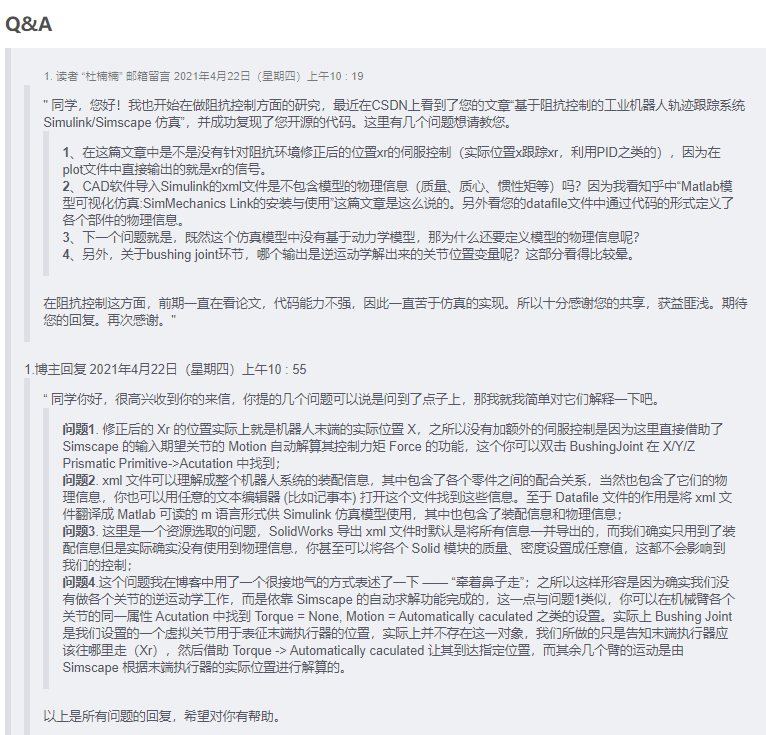 Q&A
1. 读者 “杜楠楠” 邮箱留言 2021年4月22日（星期四）上午10 : 19
" 同学，您好！我也开始在做阻抗控制方面的研究，最近在CSDN上看到了您的文章“基于阻抗控制的工业机器人轨迹跟踪系统
Simulink/Simscape 仿真”，并成功复现了您开源的代码。这里有几个问题想请教您。
1、在这篇文章中是不是没有针对阻抗环境修正后的位置xr的伺服控制（实际位置x跟踪xr，利用PID之类的），因为在
plot文件中直接输出的就是xr的信号。
2、CAD软件导入Simulink的xml文件是不包含模型的物理信息（质量、质心、惯性矩等）吗？因为我看知乎中“Matlab模
型可视化仿真:SimMechanics Link的安装与使用”这篇文章是这么说的。另外看您的datafile文件中通过代码的形式定义了
各个部件的物理信息。
3、下一个问题就是，既然这个仿真模型中没有基于动力学模型，那为什么还要定义模型的物理信息呢？
4、另外，关于bushing joint环节，哪个输出是逆运动学解出来的关节位置变量呢？这部分看得比较晕。
在阻抗控制这方面，前期一直在看论文，代码能力不强，因此一直苦于仿真的实现。所以十分感谢您的共享，获益匪浅。期待
您的回复。再次感谢。"
1.博主回复 2021年4月22日（星期四）上午10 : 55
“ 同学你好，很高兴收到你的来信，你提的几个问题可以说是问到了点子上，那我就我简单对它们解释一下吧。
问题1. 修正后的 Xr 的位置实际上就是机器人末端的实际位置 X，之所以没有加额外的伺服控制是因为这里直接借助了
Simscape 的输入期望关节的 Motion 自动解算其控制力矩 Force 的功能，这个你可以双击 BushingJoint 在 X/Y/Z
Prismatic Primitive->Acutation 中找到；
问题2. xml 文件可以理解成整个机器人系统的装配信息，其中包含了各个零件之间的配合关系，当然也包含了它们的物
理信息，你也可以用任意的文本编辑器 (比如记事本) 打开这个文件找到这些信息。至于 Datafile 文件的作用是将 xml 文
件翻译成 Matlab 可读的 m 语言形式供 Simulink 仿真模型使用，其中也包含了装配信息和物理信息；
问题3. 这里是一个资源选取的问题，SolidWorks 导出 xml 文件时默认是将所有信息一并导出的，而我们确实只用到了装
配信息但是实际确实没有使用到物理信息，你甚至可以将各个 Solid 模块的质量、密度设置成任意值，这都不会影响到
我们的控制；
问题4.这个问题我在博客中用了一个很接地气的方式表述了一下 —— “牵着鼻子走”；之所以这样形容是因为确实我们没
有做各个关节的逆运动学工作，而是依靠 Simscape 的自动求解功能完成的，这一点与问题1类似，你可以在机械臂各个
关节的同一属性 Acutation 中找到 Torque = None, Motion = Automatically caculated 之类的设置。实际上 Bushing Joint
是我们设置的一个虚拟关节用于表征末端执行器的位置，实际上并不存在这一对象，我们所做的只是告知末端执行器应
该往哪里走（Xr），然后借助 Torque -> Automatically caculated 让其到达指定位置，而其余几个臂的运动是由
Simscape 根据末端执行器的实际位置进行解算的。
以上是所有问题的回复，希望对你有帮助。